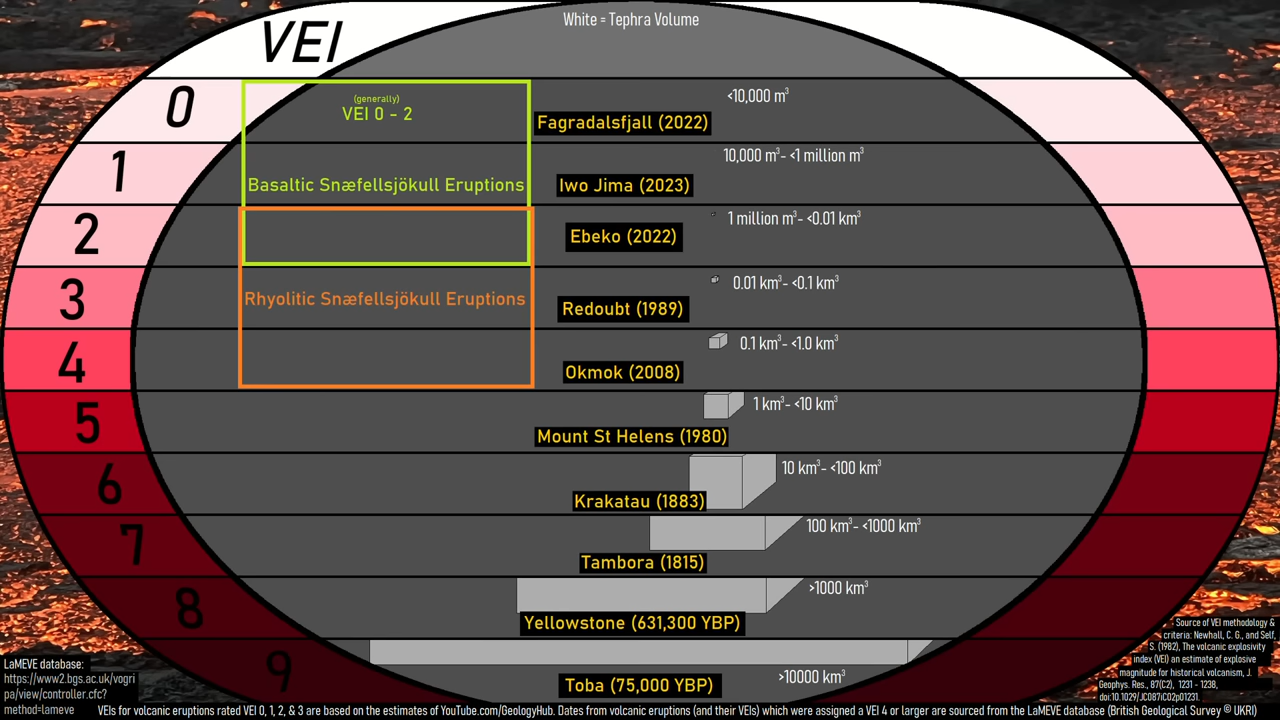 VEI
White = Tephra Volume
0
(generally)
VEI 0 - 2
<10,000 m³
Fagradalsfjall (2022)
1
10,000 m³- <1 million m³
Basaltic Snæfellsjökull Eruptions
Iwo Jima (2023)
2
1 million m³- <0.01 km³
Ebeko (2022)
3
0.01 km³- <0.1 km³
Rhyolitic Snæfellsjökull Eruptions
Redoubt (1989)
4
0.1 km³- <1.0 km³
Okmok (2008)
5
1 km³- <10 km³
Mount St Helens (1980)
6
10 km³- <100 km³
Krakatau (1883)
7
100 km³- <1000 km³
Tambora (1815)
8
>1000 km³
Yellowstone (631,300 YBP)
9
>10000 km³
Toba (75,000 YBP)
Source of VEI methodology &
criteria: Newhall, C. G., and Self,
S. (1982), The volcanic explosivity
index (VEI) an estimate of explosive
magnitude for historical volcanism, J.
Geophys. Res., 87(C2), 1231 - 1238,
doi:10.1029/JC087iC02p01231.
LaMEVE database:
https://www2.bgs.ac.uk/vogri
pa/view/controller.cfc?
method=lameve
VEIs for volcanic eruptions rated VEI 0, 1, 2, & 3 are based on the estimates of YouTube.com/GeologyHub. Dates from volcanic eruptions (and their VEIs) which were assigned a VEI 4 or larger are sourced from the LaMEVE database (British Geological Survey © UKRI)